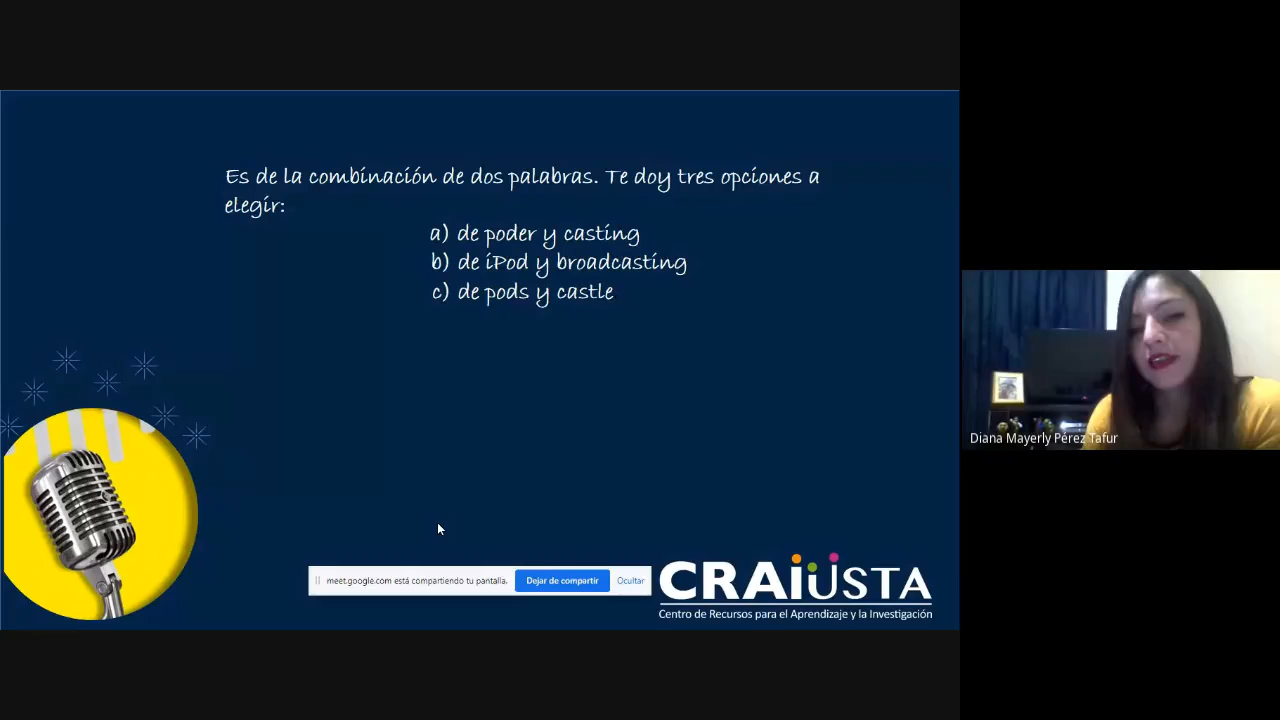 Es de la combinación de dos palabras. Te doy tres opciones a
elegir:
a) de poder y casting
b) de iPod y broadcasting
c) de pods y castle
Diana Mayerly Pérez Tafur
meet.google.com está compartiendo tu pantalla.
Dejar de compartir
Ocultar
CRAiUSTA
Centro de Recursos para el Aprendizaje y la Investigación